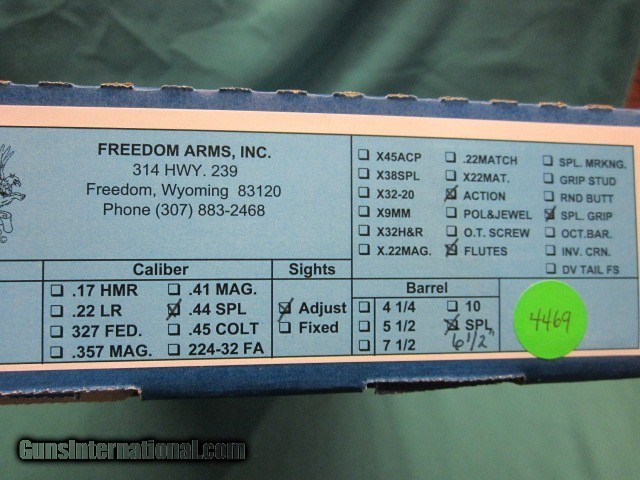 FREEDOM ARMS, INC.
314 HWY. 239
Freedom, Wyoming 83120
Phone (307) 883-2468
☐ X45ACP ☐ .22MATCH ☐ SPL. MRKNG.
☐ X38SPL ☐ X22MAT. ☐ GRIP STUD
☐ X32-20 ☒ ACTION ☐ RND BUTT
☐ X9MM ☐ POL&JEWEL ☒ SPL. GRIP
☐ X32H&R ☐ O.T. SCREW ☐ OCT.BAR.
☐ X.22MAG. ☒ FLUTES ☐ INV. CRN.
☐ DV TAIL FS
Caliber
☐ .17 HMR ☐ .41 MAG.
☐ .22 LR ☒ .44 SPL
☐ 327 FED. ☐ .45 COLT
☐ .357 MAG. ☐ 224-32 FA
Sights
☒ Adjust
☐ Fixed
Barrel
☐ 4 1/4 ☐ 10
☐ 5 1/2 ☒ SPL
☐ 7 1/2 6 1/2"
4469
GunsInternational.com